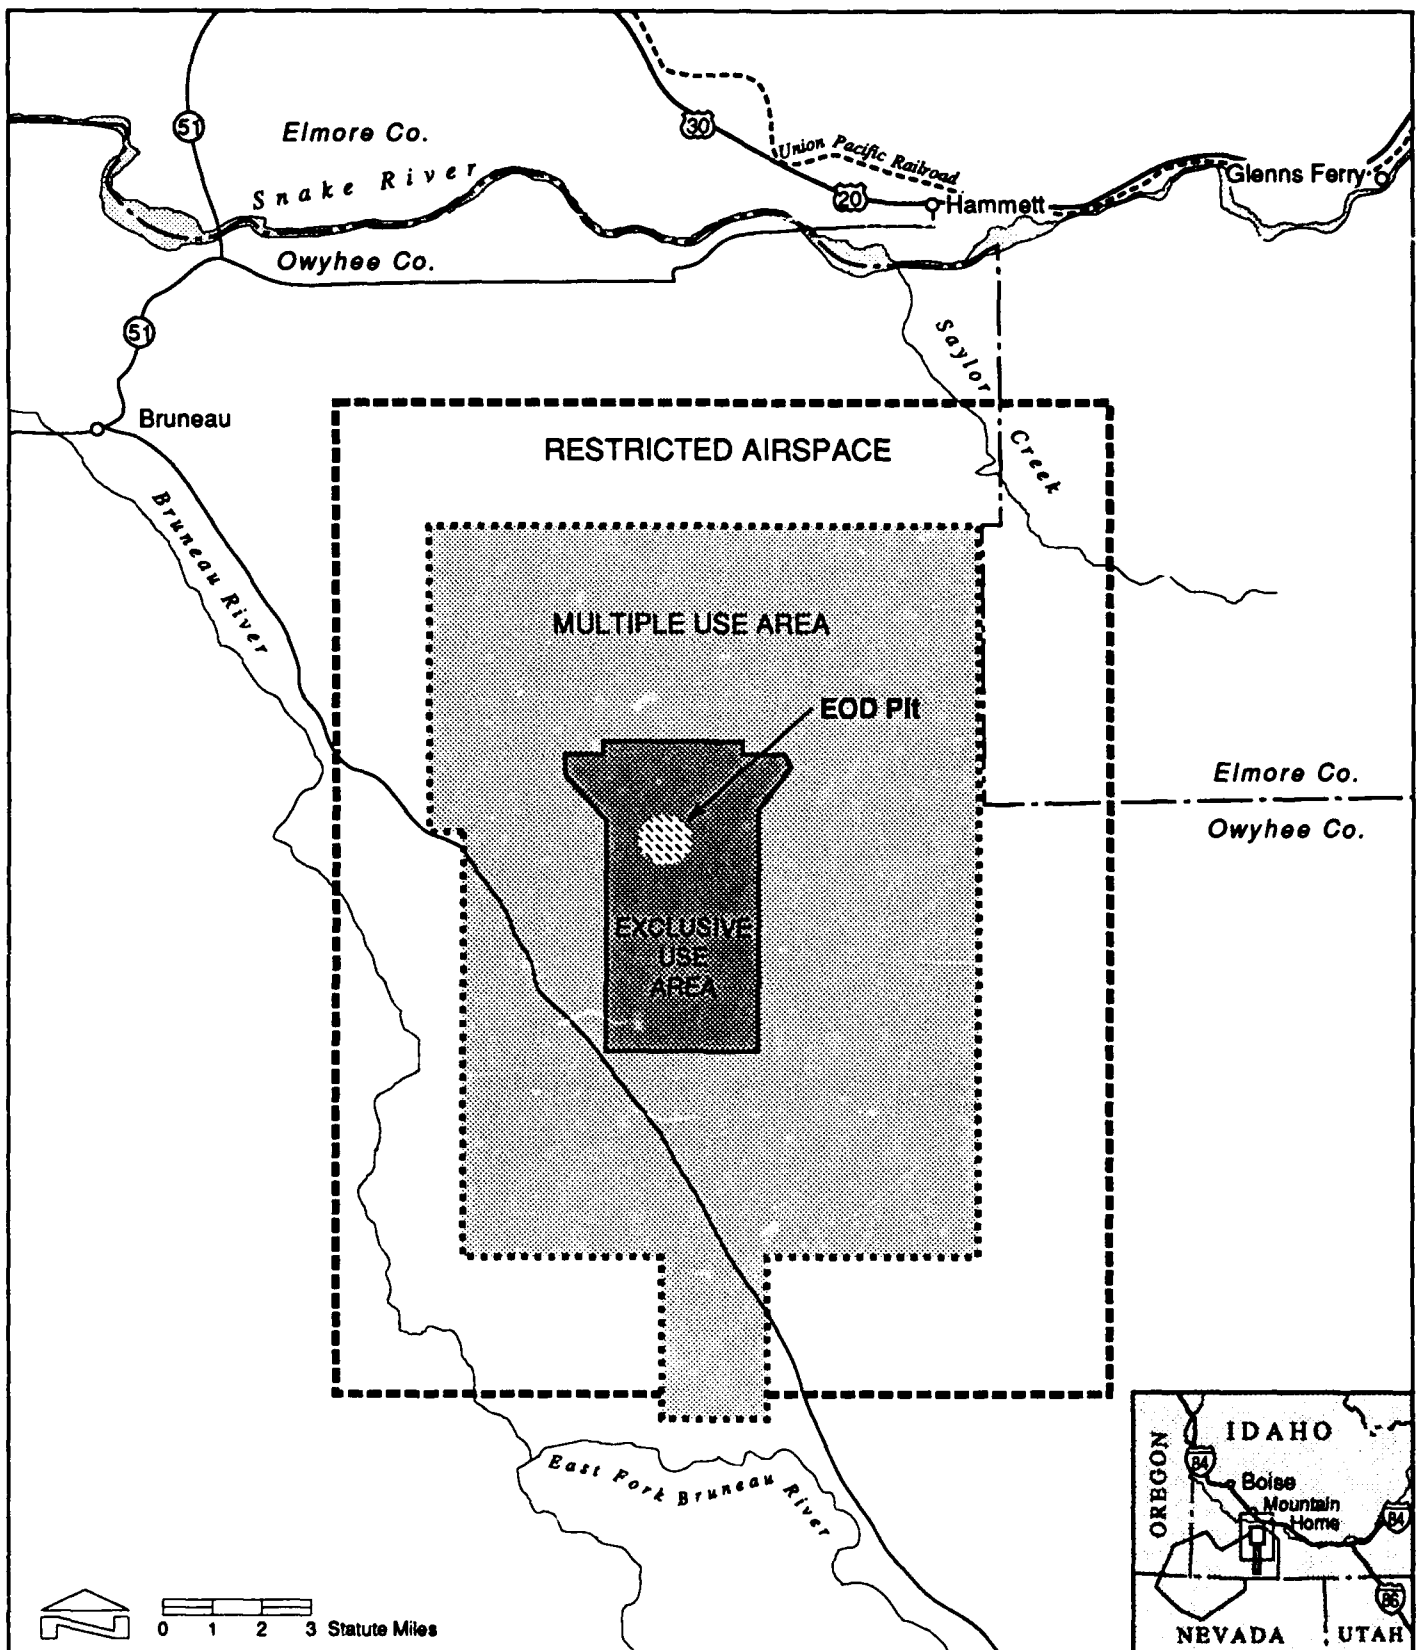 51
Elmore Co.
30
Union Pacific Railroad
Snake River
20
Hammett
Glenns Ferry
Owyhee Co.
51
Saylor Creek
Bruneau
RESTRICTED AIRSPACE
Bruneau River
MULTIPLE USE AREA
EOD Pit
Elmore Co.
Owyhee Co.
EXCLUSIVE
USE
AREA
East Fork Bruneau River
OREGON
IDAHO
84
Boise
Mountain
Home
84
86
NEVADA
UTAH
0 1 2 3 Statute Miles